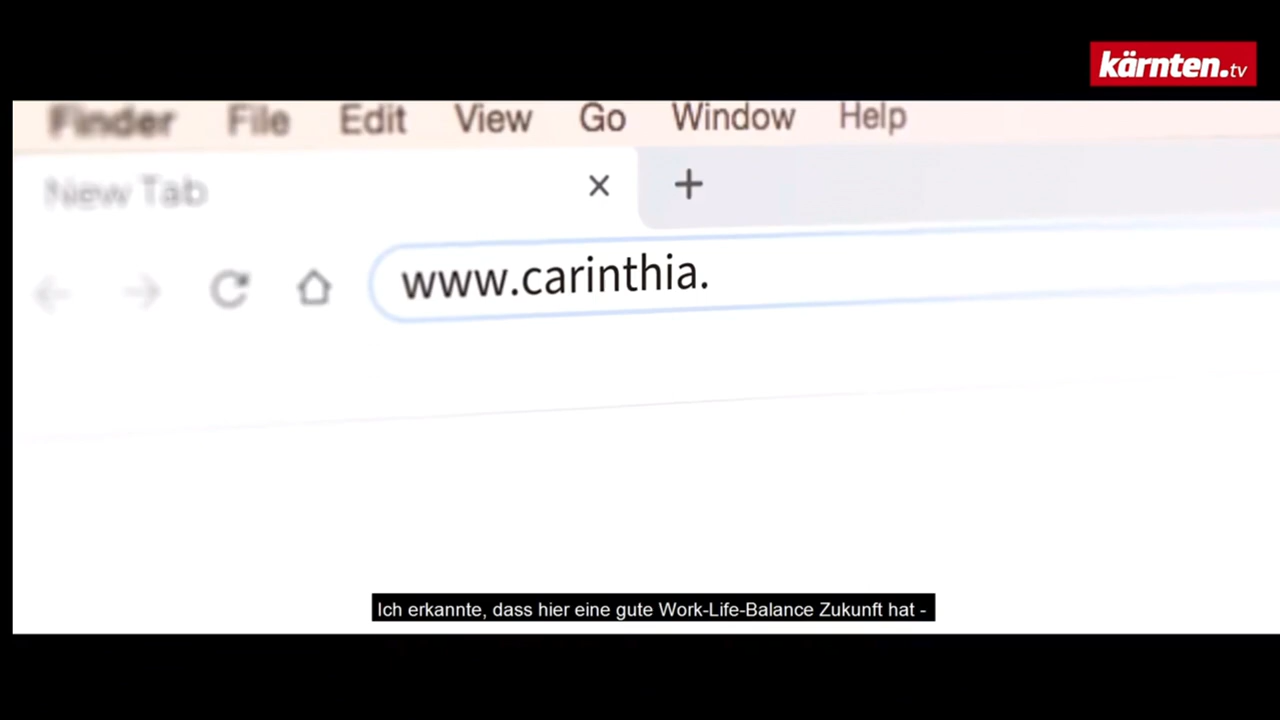 kärnten.tv
Finder File Edit View Go Window Help
New Tab
www.carinthia.
Ich erkannte, dass hier eine gute Work-Life-Balance Zukunft hat -